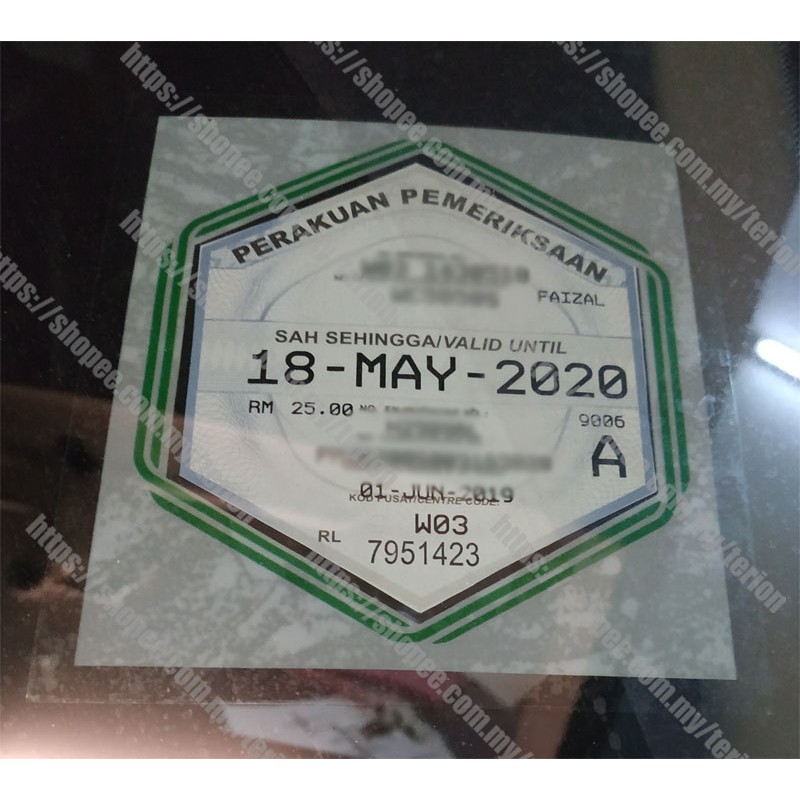 PERAKUAN PEMERIKSAAN
FAIZAL
SAH SEHINGGA/VALID UNTIL
18-MAY-2020
RM 25.00
9006
A
01-JUN-2019
KOD PUSAT/CENTRE CODE:
W03
RL 7951423
https://shopee.com.my/terion